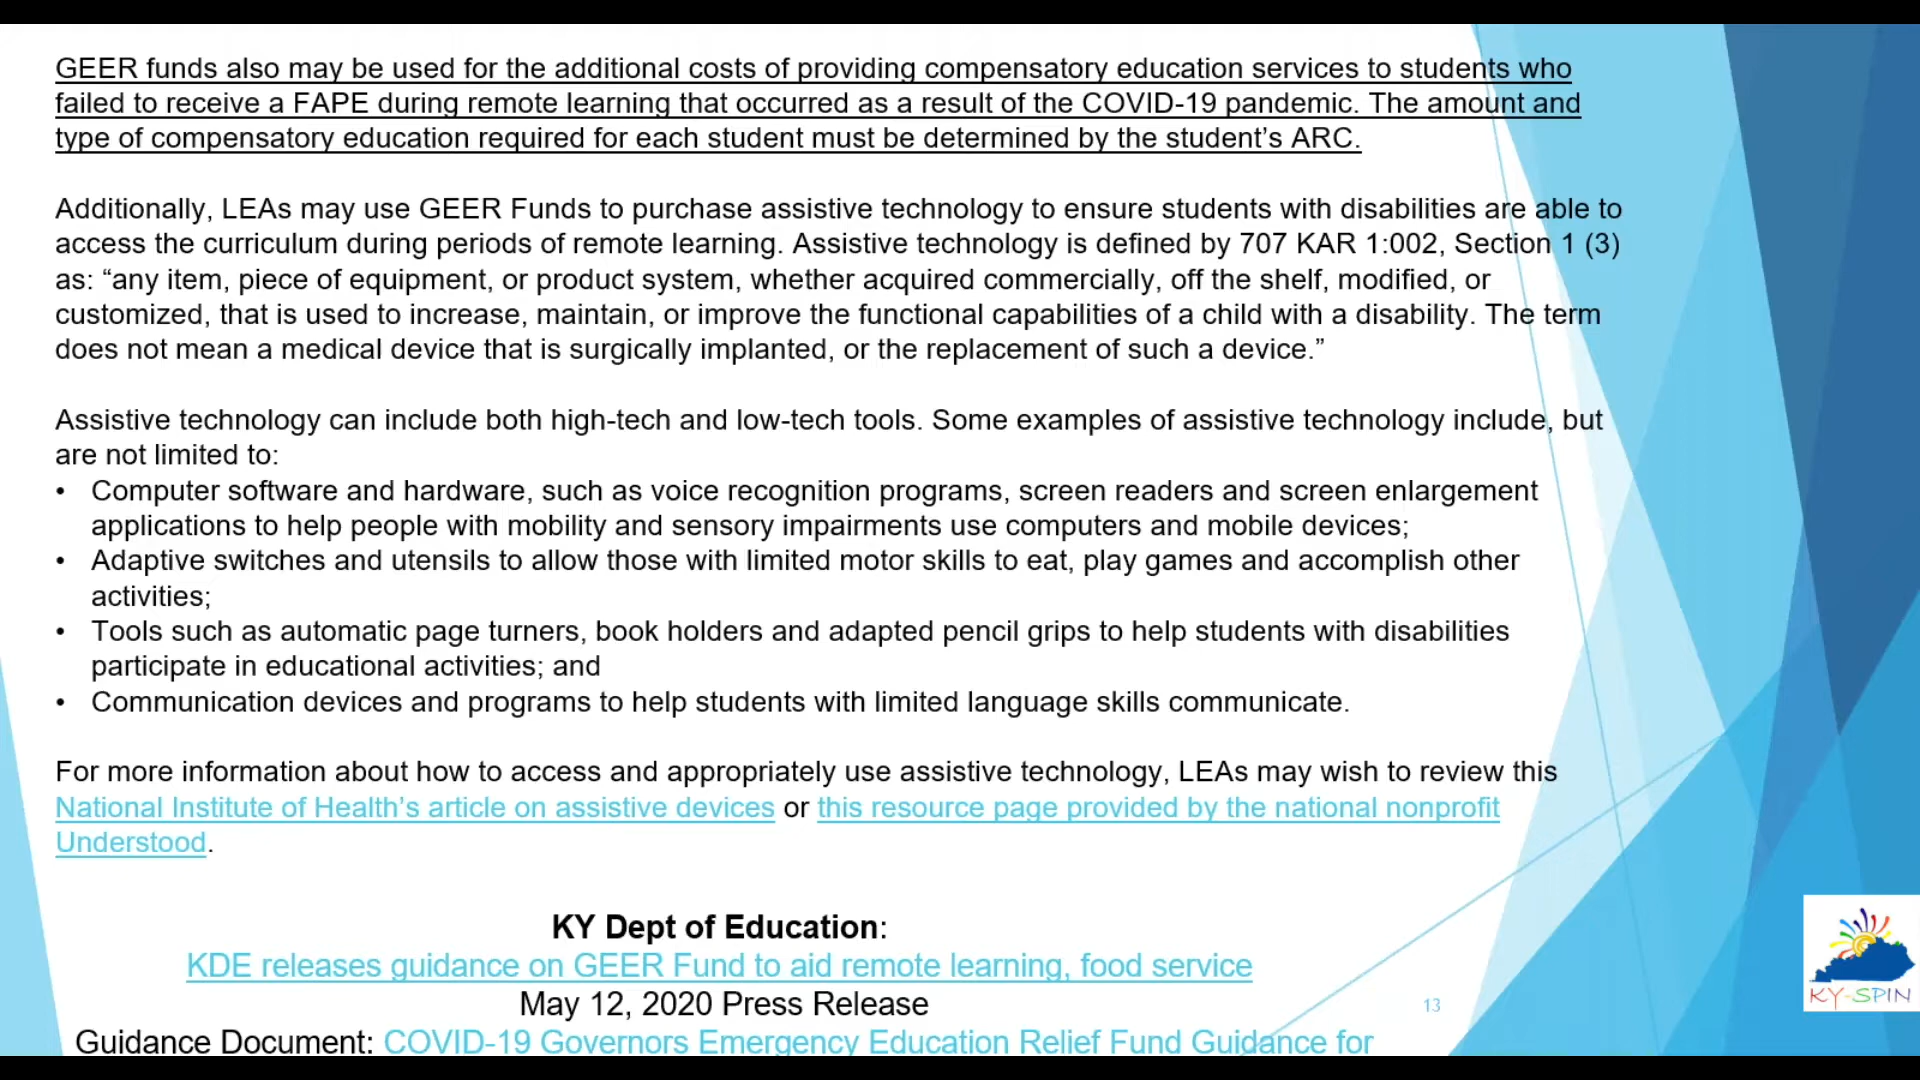 GEER funds also may be used for the additional costs of providing compensatory education services to students who
failed to receive a FAPE during remote learning that occurred as a result of the COVID-19 pandemic. The amount and
type of compensatory education required for each student must be determined by the student’s ARC.
Additionally, LEAs may use GEER Funds to purchase assistive technology to ensure students with disabilities are able to
access the curriculum during periods of remote learning. Assistive technology is defined by 707 KAR 1:002, Section 1 (3)
as: “any item, piece of equipment, or product system, whether acquired commercially, off the shelf, modified, or
customized, that is used to increase, maintain, or improve the functional capabilities of a child with a disability. The term
does not mean a medical device that is surgically implanted, or the replacement of such a device.”
Assistive technology can include both high-tech and low-tech tools. Some examples of assistive technology include, but
are not limited to:
• Computer software and hardware, such as voice recognition programs, screen readers and screen enlargement
applications to help people with mobility and sensory impairments use computers and mobile devices;
• Adaptive switches and utensils to allow those with limited motor skills to eat, play games and accomplish other
activities;
• Tools such as automatic page turners, book holders and adapted pencil grips to help students with disabilities
participate in educational activities; and
• Communication devices and programs to help students with limited language skills communicate.
For more information about how to access and appropriately use assistive technology, LEAs may wish to review this
National Institute of Health’s article on assistive devices or this resource page provided by the national nonprofit
Understood.
KY Dept of Education:
KDE releases guidance on GEER Fund to aid remote learning, food service
May 12, 2020 Press Release
13
KY-SPIN
Guidance Document: COVID-19 Governors Emergency Education Relief Fund Guidance for